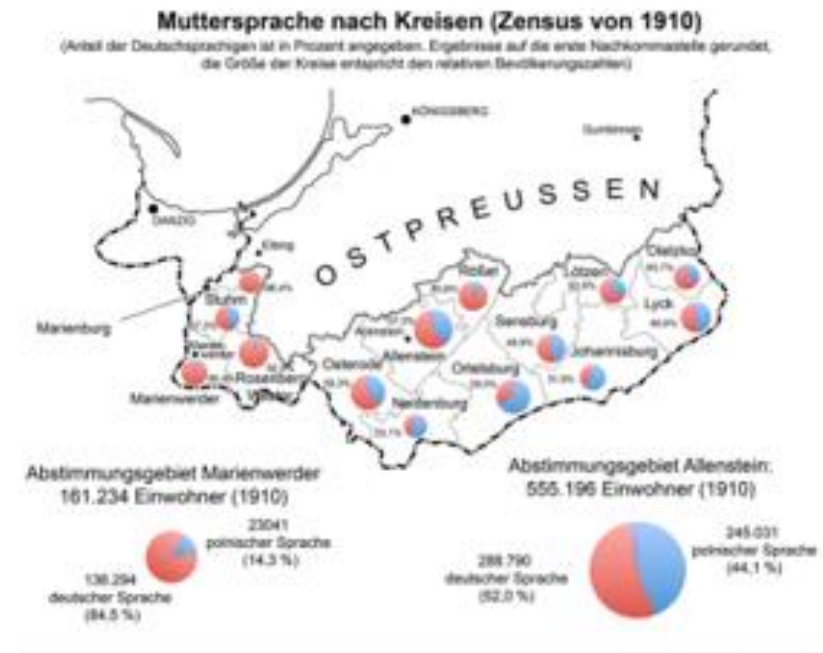 Muttersprache nach Kreisen (Zensus von 1910)
(Anteil der Deutschsprachigen ist in Prozent angegeben. Ergebnisse auf die erste Nachkommastelle gerundet,
die Größe der Kreise entspricht den relativen Bevölkerungszahlen)
KÖNIGSBERG
Gumbinnen
DANZIG
Elbing
OSTPREUSSEN
Oletzko
Rößel
Lötzen
Stuhm
Lyck
Marienburg
Sensburg
Allenstein
Allenstein
Johannisburg
Osterode
Ortelsburg
Rosenberg
Marienwerder
Neidenburg
Abstimmungsgebiet Marienwerder
161.234 Einwohner (1910)
Abstimmungsgebiet Allenstein:
555.196 Einwohner (1910)
23041
polnischer Sprache
(14,3 %)
245.031
polnischer Sprache
(44,1 %)
288.790
deutscher Sprache
(52,0 %)
136.294
deutscher Sprache
(84,5 %)